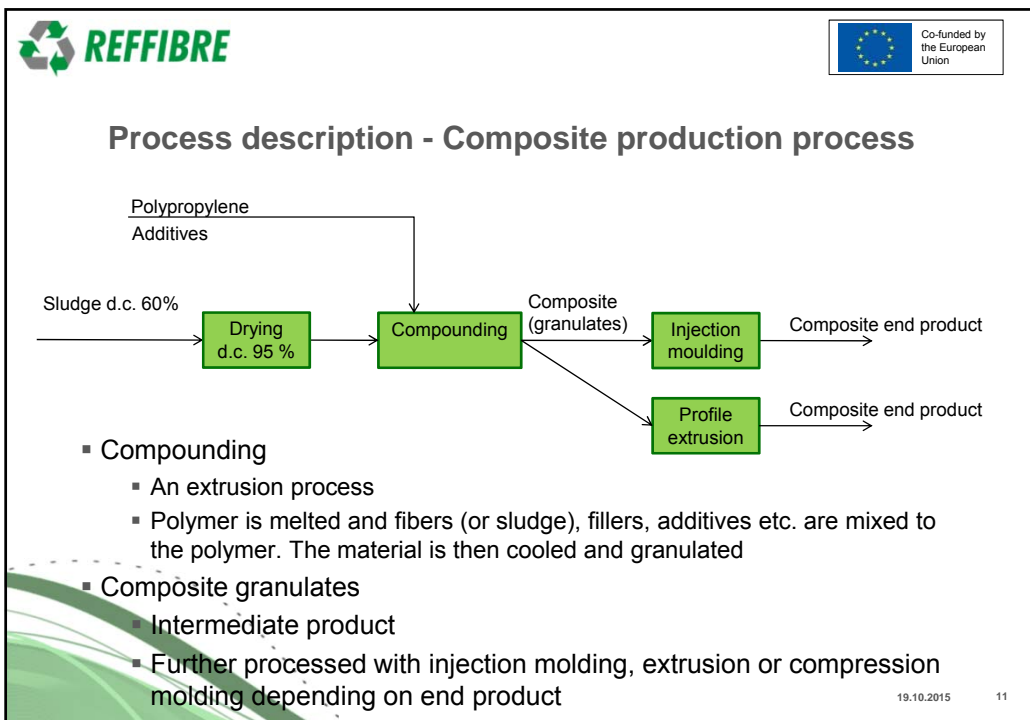 REFFIBRE
Co-funded by
the European
Union
Process description - Composite production process
Polypropylene
Additives
Sludge d.c. 60%
Drying
d.c. 95 %
Compounding
Composite
(granulates)
Injection
moulding
Composite end product
Profile
extrusion
Composite end product
▪ Compounding
▪ An extrusion process
▪ Polymer is melted and fibers (or sludge), fillers, additives etc. are mixed to
the polymer. The material is then cooled and granulated
▪ Composite granulates
▪ Intermediate product
▪ Further processed with injection molding, extrusion or compression
molding depending on end product
19.10.2015 11